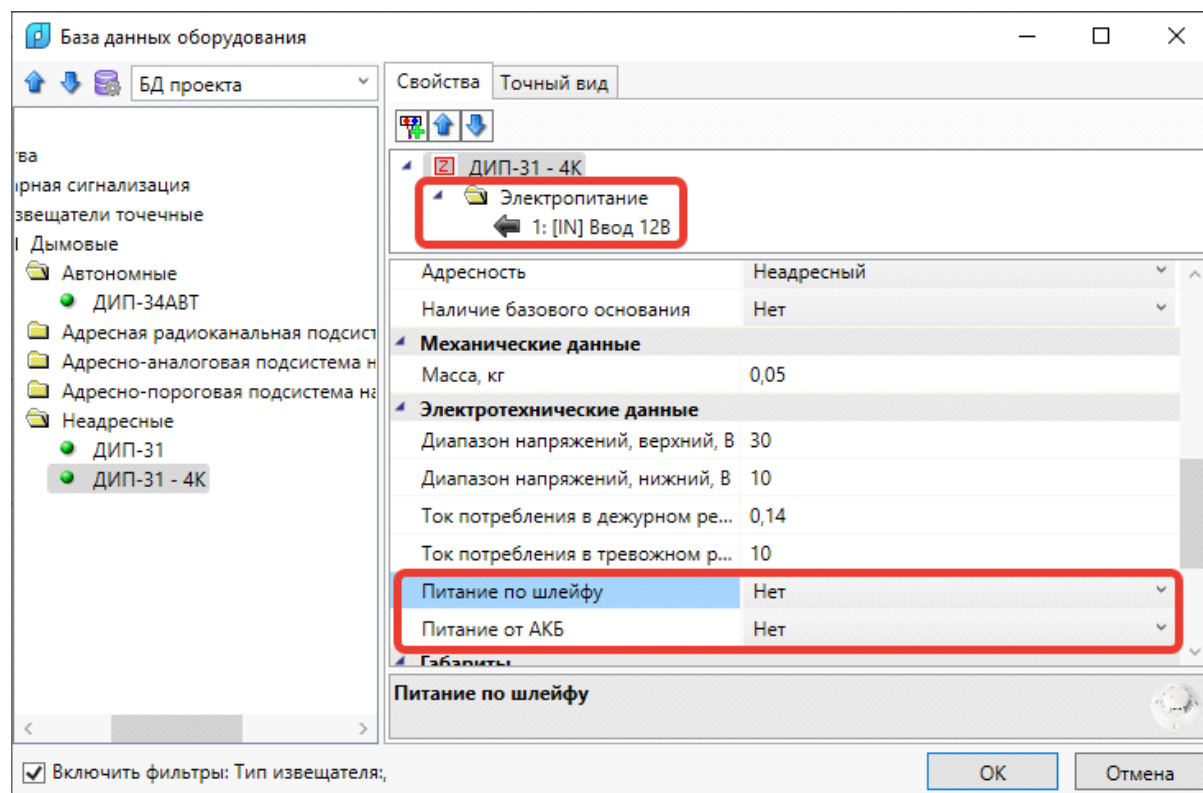 База данных оборудования
БД проекта
Свойства
Точный вид
ва
рная сигнализация
звещатели точечные
Дымовые
Автономные
ДИП-34АВТ
Адресная радиоканальная подсист
Адресно-аналоговая подсистема н
Адресно-пороговая подсистема на
Неадресные
ДИП-31
ДИП-31 - 4К
ДИП-31 - 4К
Электропитание
1: [IN] Ввод 12В
Адресность Неадресный
Наличие базового основания Нет
Механические данные
Масса, кг 0,05
Электротехнические данные
Диапазон напряжений, верхний, В 30
Диапазон напряжений, нижний, В 10
Ток потребления в дежурном ре... 0,14
Ток потребления в тревожном р... 10
Питание по шлейфу Нет
Питание от АКБ Нет
Габариты
Питание по шлейфу
Включить фильтры: Тип извещателя:,
OK
Отмена